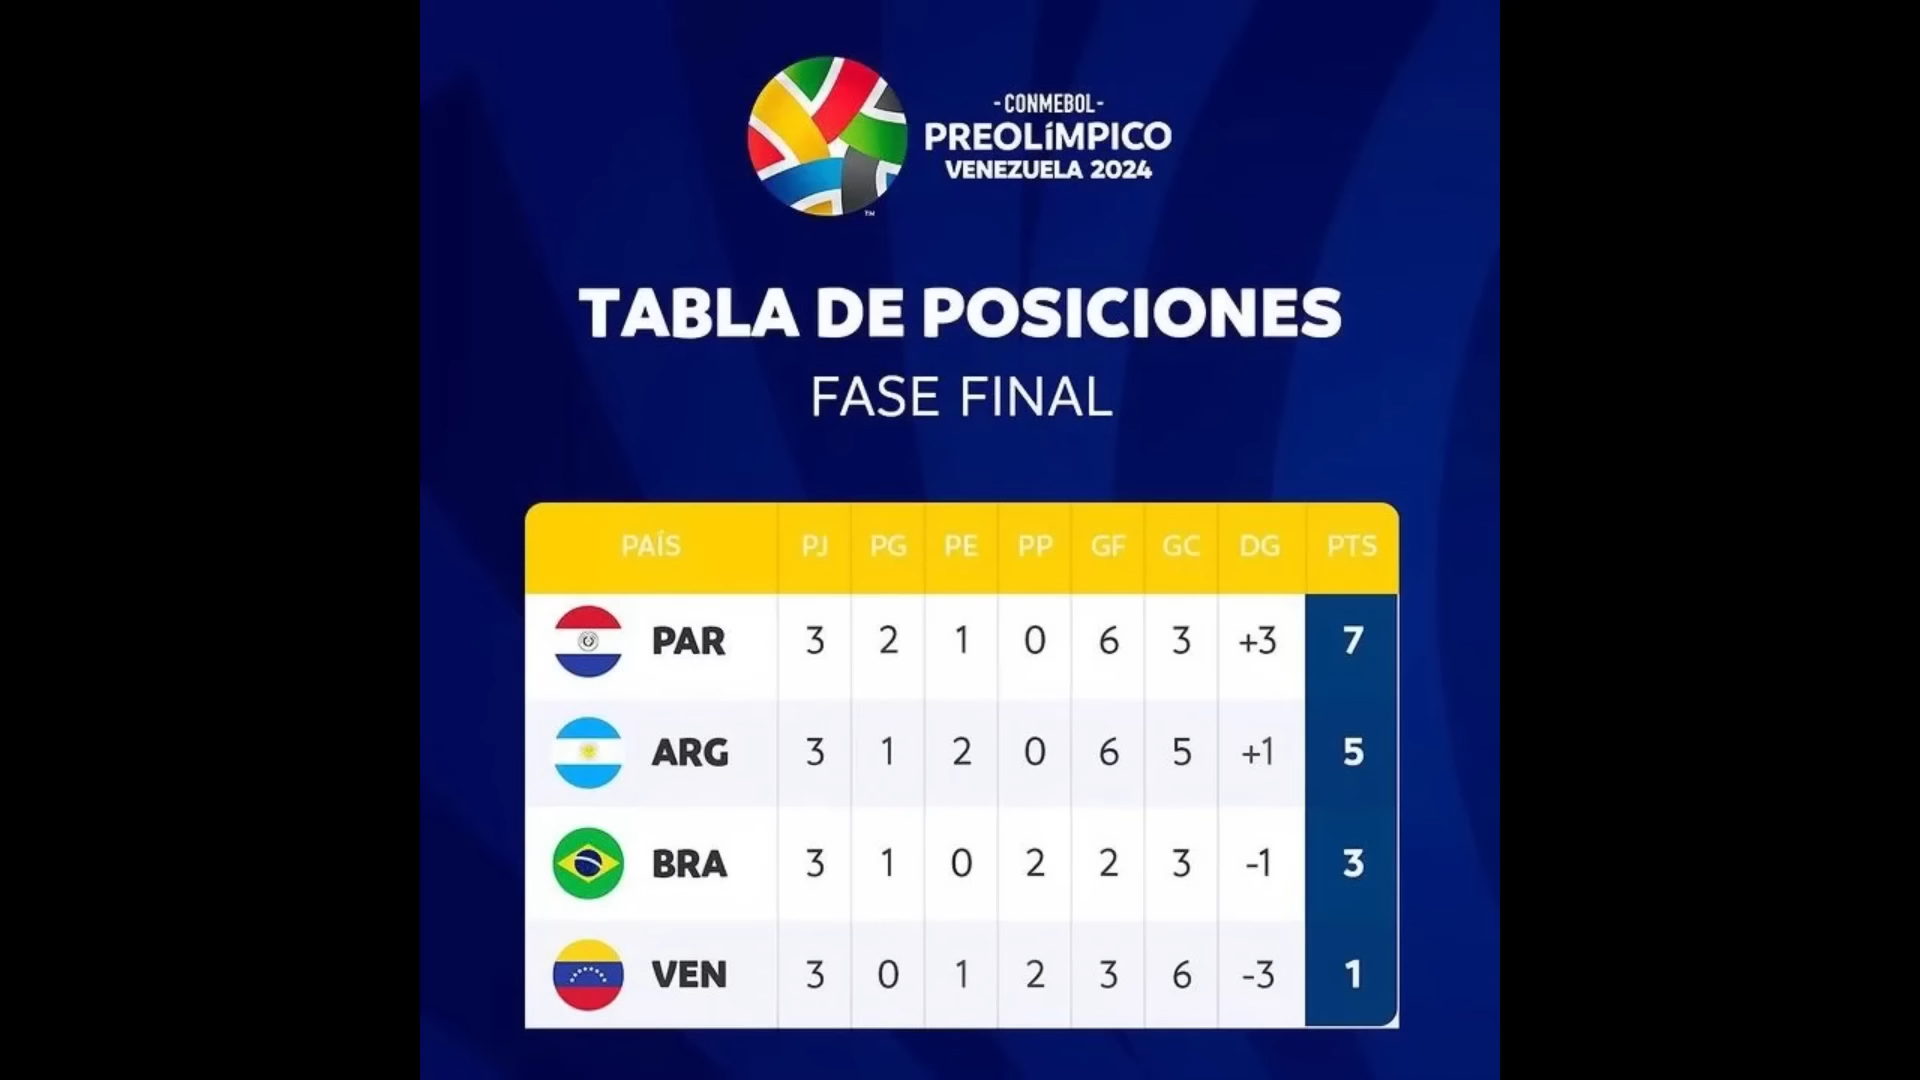 -CONMEBOL-
PREOLíMPICO
VENEZUELA 2024
TM
TABLA DE POSICIONES
FASE FINAL
PAÍS PJ PG PE PP GF GC DG PTS
PAR 3 2 1 0 6 3 +3 7
ARG 3 1 2 0 6 5 +1 5
BRA 3 1 0 2 2 3 -1 3
VEN 3 0 1 2 3 6 -3 1